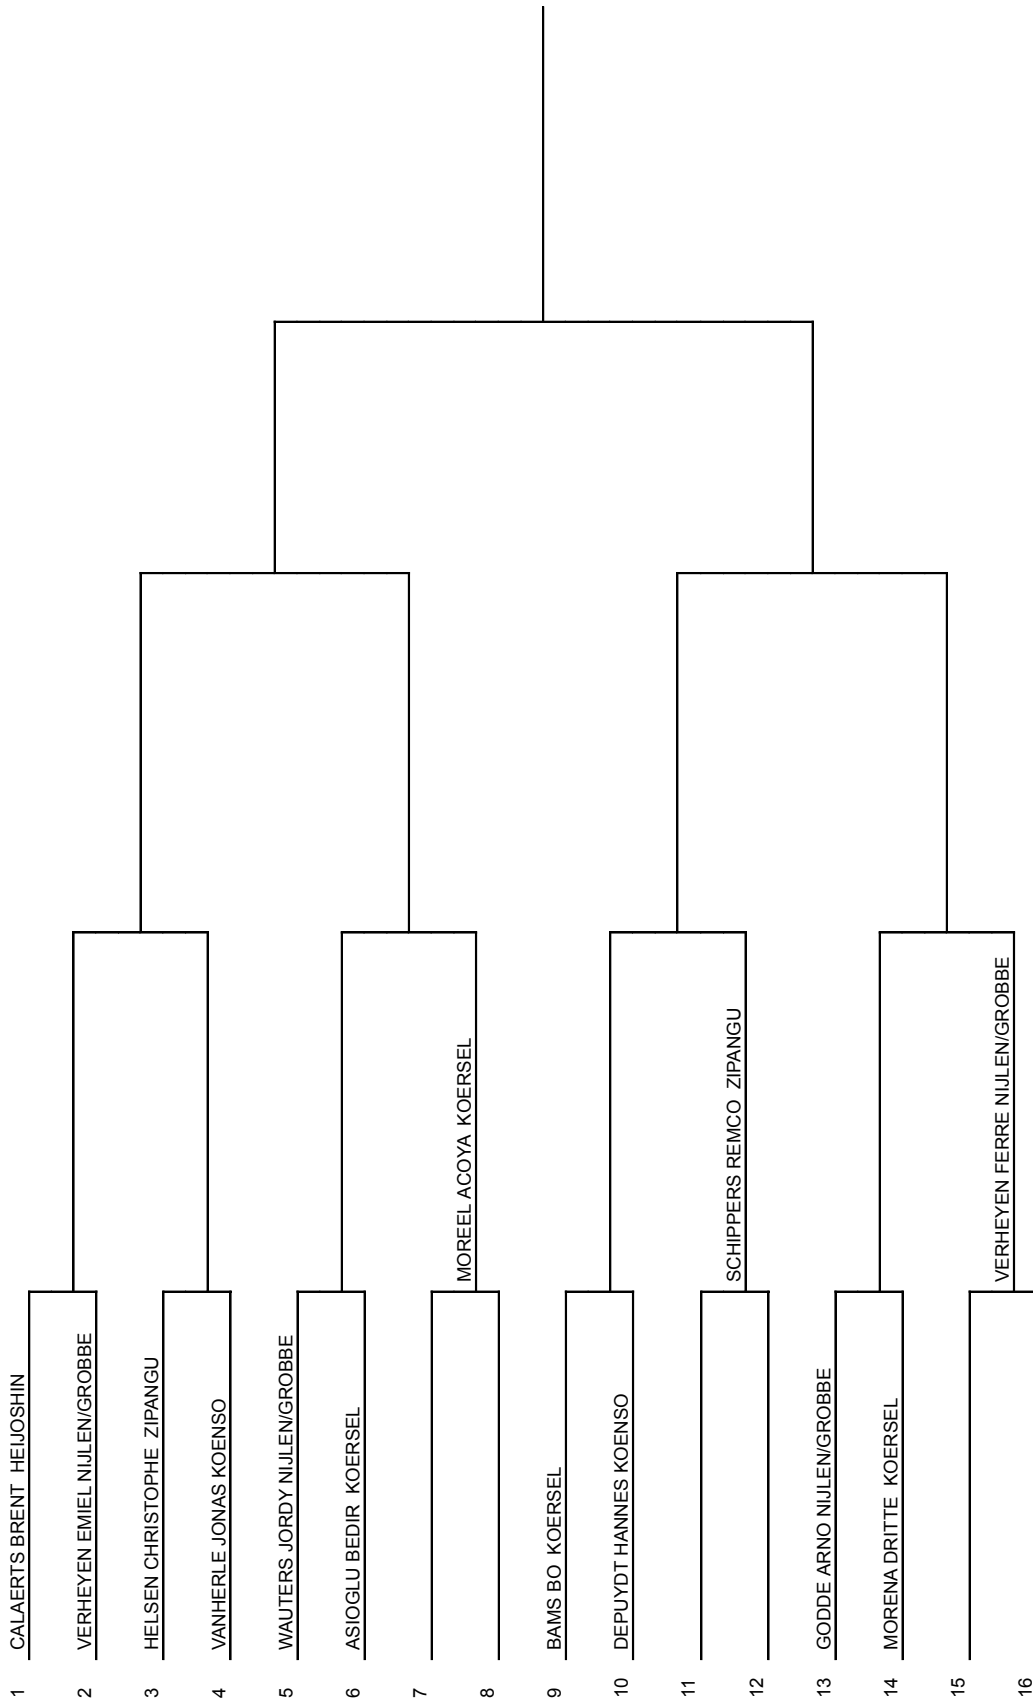 1 CALAERTS BRENT HEIJOSHIN
2 VERHEYEN EMIEL NIJLEN/GROBBE
3 HELSEN CHRISTOPHE ZIPANGU
4 VANHERLE JONAS KOENSO
5 WAUTERS JORDY NIJLEN/GROBBE
6 ASIOGLU BEDIR KOERSEL
7
MOREEL ACOYA KOERSEL
8
9 BAMS BO KOERSEL
10 DEPUYDT HANNES KOENSO
11
SCHIPPERS REMCO ZIPANGU
12
13 GODDE ARNO NIJLEN/GROBBE
14 MORENA DRITTE KOERSEL
15
VERHEYEN FERRE NIJLEN/GROBBE
16